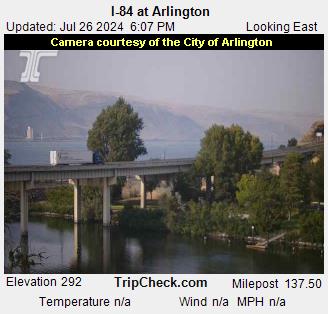 I-84 at Arlington
Updated: Jul 26 2024 6:07 PM Looking East
Camera courtesy of the City of Arlington
Elevation 292 TripCheck.com Milepost 137.50
Temperature n/a Wind n/a MPH n/a